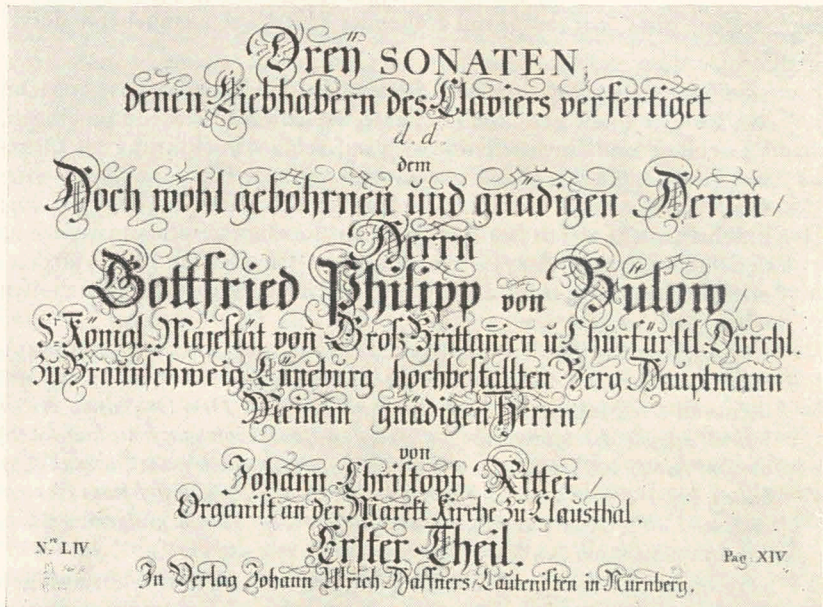 Dreÿ SONATEN,
denen Liebhabern des Claviers verfertiget
d. d.
dem
Hoch wohl gebohrnen und gnädigen Herrn /
Herrn
Gottfried Philipp von Bülow /
Sr. Königl. Majestät von Groß-Brittanien u. Churfürstl. Durchl.
zu Braunschweig Lüneburg hochbestallten Berg-Hauptmann
Meinem gnädigen Herrn /
von
Johann Christoph Ritter /
Organist an der Marckt Kirche zu Clausthal.
Erster Theil.
Nro. LIV. Pag: XIV.
In Verlag Johann Ulrich Haffners / Lautenisten in Nürnberg.